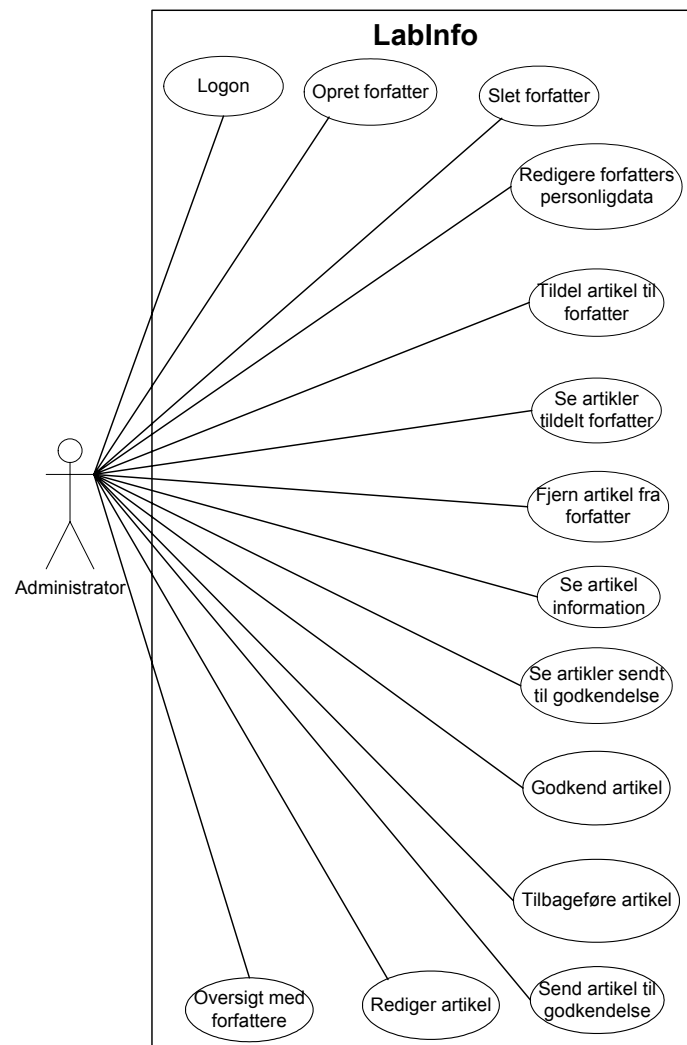 LabInfo
Logon
Opret forfatter
Slet forfatter
Redigere forfatters
personligdata
Tildel artikel til
forfatter
Se artikler
tildelt forfatter
Fjern artikel fra
forfatter
Administrator
Se artikel
information
Se artikler sendt
til godkendelse
Godkend artikel
Tilbageføre artikel
Send artikel til
godkendelse
Rediger artikel
Oversigt med
forfattere